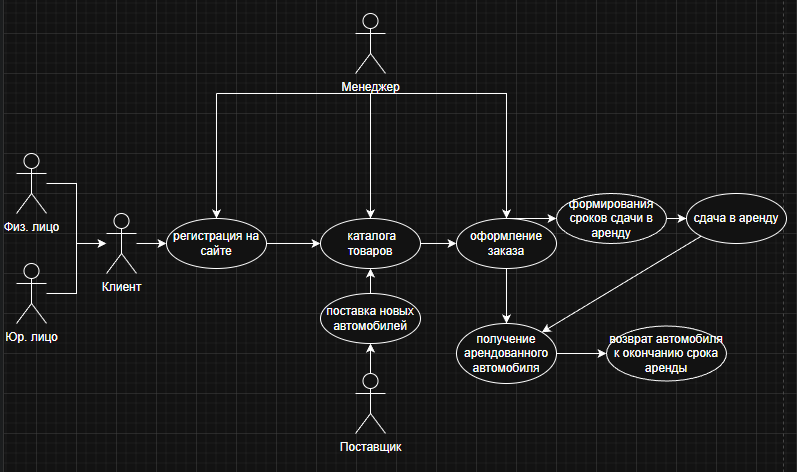 Менеджер
Физ. лицо
Юр. лицо
Клиент
регистрация на
сайте
каталога
товаров
оформление
заказа
формирования
сроков сдачи в
аренду
сдача в аренду
поставка новых
автомобилей
получение
арендованного
автомобиля
возврат автомобиля
к окончанию срока
аренды
Поставщик